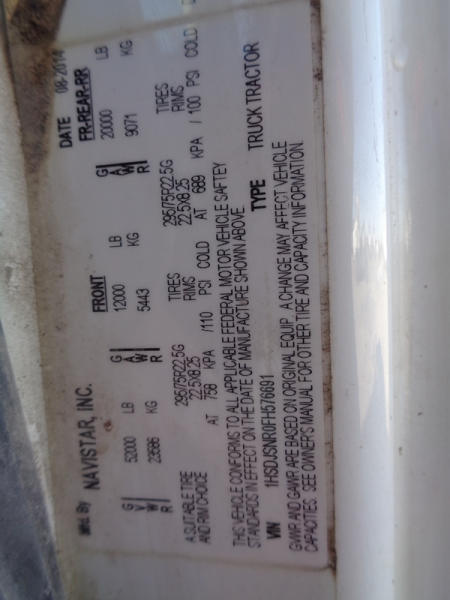 Mfd. By NAVISTAR, INC. DATE 08-2014
FRONT FR-REAR-RR
GVWR 52000 LB GAWR 12000 LB GAWR 20000 LB
23586 KG 5443 KG 9071 KG
A SUITABLE TIRE 295/75R22.5G TIRES 295/75R22.5G TIRES
AND RIM CHOICE 22.5X8.25 RIMS 22.5X8.25 RIMS
AT 758 KPA /110 PSI COLD AT 689 KPA / 100 PSI COLD
THIS VEHICLE CONFORMS TO ALL APPLICABLE FEDERAL MOTOR VEHICLE SAFTEY
STANDARDS IN EFFECT ON THE DATE OF MANUFACTURE SHOWN ABOVE.
VIN 1HSDJSNR0FH576691 TYPE TRUCK TRACTOR
GVWR AND GAWR ARE BASED ON ORIGINAL EQUIP. A CHANGE MAY AFFECT VEHICLE
CAPACITIES. SEE OWNER'S MANUAL FOR OTHER TIRE AND CAPACITY INFORMATION.